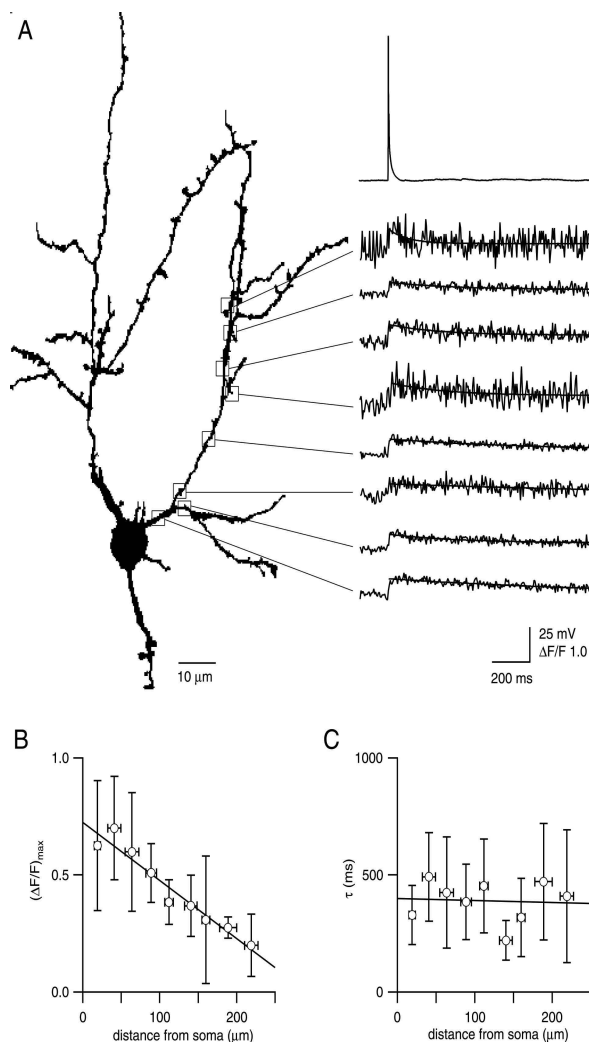 A
10 μm
25 mV
ΔF/F 1.0
200 ms
B
1.0
0.5
0.0
(ΔF/F)max
0
100
200
distance from soma (μm)
C
1000
500
0
τ (ms)
0
100
200
distance from soma (μm)